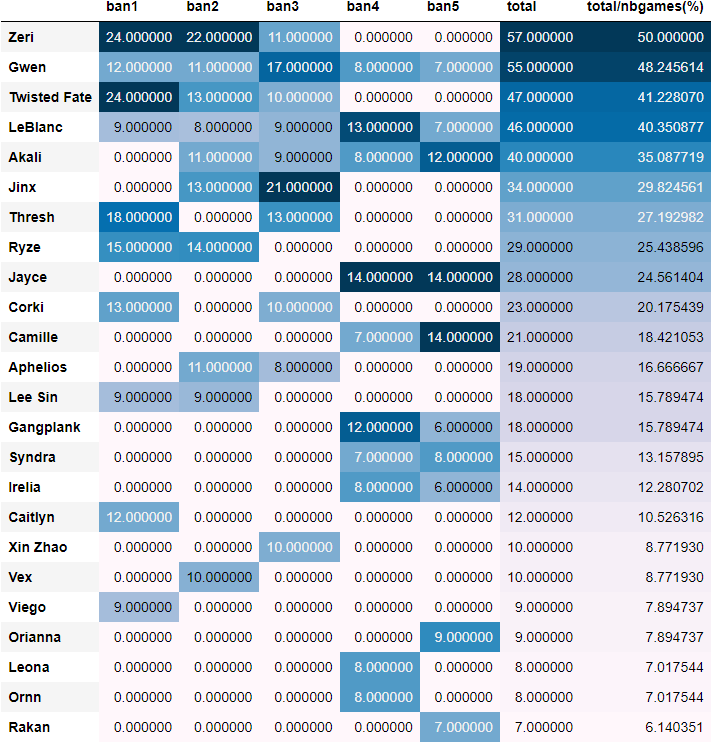 ban1 ban2 ban3 ban4 ban5 total total/nbgames(%)
Zeri 24.000000 22.000000 11.000000 0.000000 0.000000 57.000000 50.000000
Gwen 12.000000 11.000000 17.000000 8.000000 7.000000 55.000000 48.245614
Twisted Fate 24.000000 13.000000 10.000000 0.000000 0.000000 47.000000 41.228070
LeBlanc 9.000000 8.000000 9.000000 13.000000 7.000000 46.000000 40.350877
Akali 0.000000 11.000000 9.000000 8.000000 12.000000 40.000000 35.087719
Jinx 0.000000 13.000000 21.000000 0.000000 0.000000 34.000000 29.824561
Thresh 18.000000 0.000000 13.000000 0.000000 0.000000 31.000000 27.192982
Ryze 15.000000 14.000000 0.000000 0.000000 0.000000 29.000000 25.438596
Jayce 0.000000 0.000000 0.000000 14.000000 14.000000 28.000000 24.561404
Corki 13.000000 0.000000 10.000000 0.000000 0.000000 23.000000 20.175439
Camille 0.000000 0.000000 0.000000 7.000000 14.000000 21.000000 18.421053
Aphelios 0.000000 11.000000 8.000000 0.000000 0.000000 19.000000 16.666667
Lee Sin 9.000000 9.000000 0.000000 0.000000 0.000000 18.000000 15.789474
Gangplank 0.000000 0.000000 0.000000 12.000000 6.000000 18.000000 15.789474
Syndra 0.000000 0.000000 0.000000 7.000000 8.000000 15.000000 13.157895
Irelia 0.000000 0.000000 0.000000 8.000000 6.000000 14.000000 12.280702
Caitlyn 12.000000 0.000000 0.000000 0.000000 0.000000 12.000000 10.526316
Xin Zhao 0.000000 0.000000 10.000000 0.000000 0.000000 10.000000 8.771930
Vex 0.000000 10.000000 0.000000 0.000000 0.000000 10.000000 8.771930
Viego 9.000000 0.000000 0.000000 0.000000 0.000000 9.000000 7.894737
Orianna 0.000000 0.000000 0.000000 0.000000 9.000000 9.000000 7.894737
Leona 0.000000 0.000000 0.000000 8.000000 0.000000 8.000000 7.017544
Ornn 0.000000 0.000000 0.000000 8.000000 0.000000 8.000000 7.017544
Rakan 0.000000 0.000000 0.000000 0.000000 7.000000 7.000000 6.140351